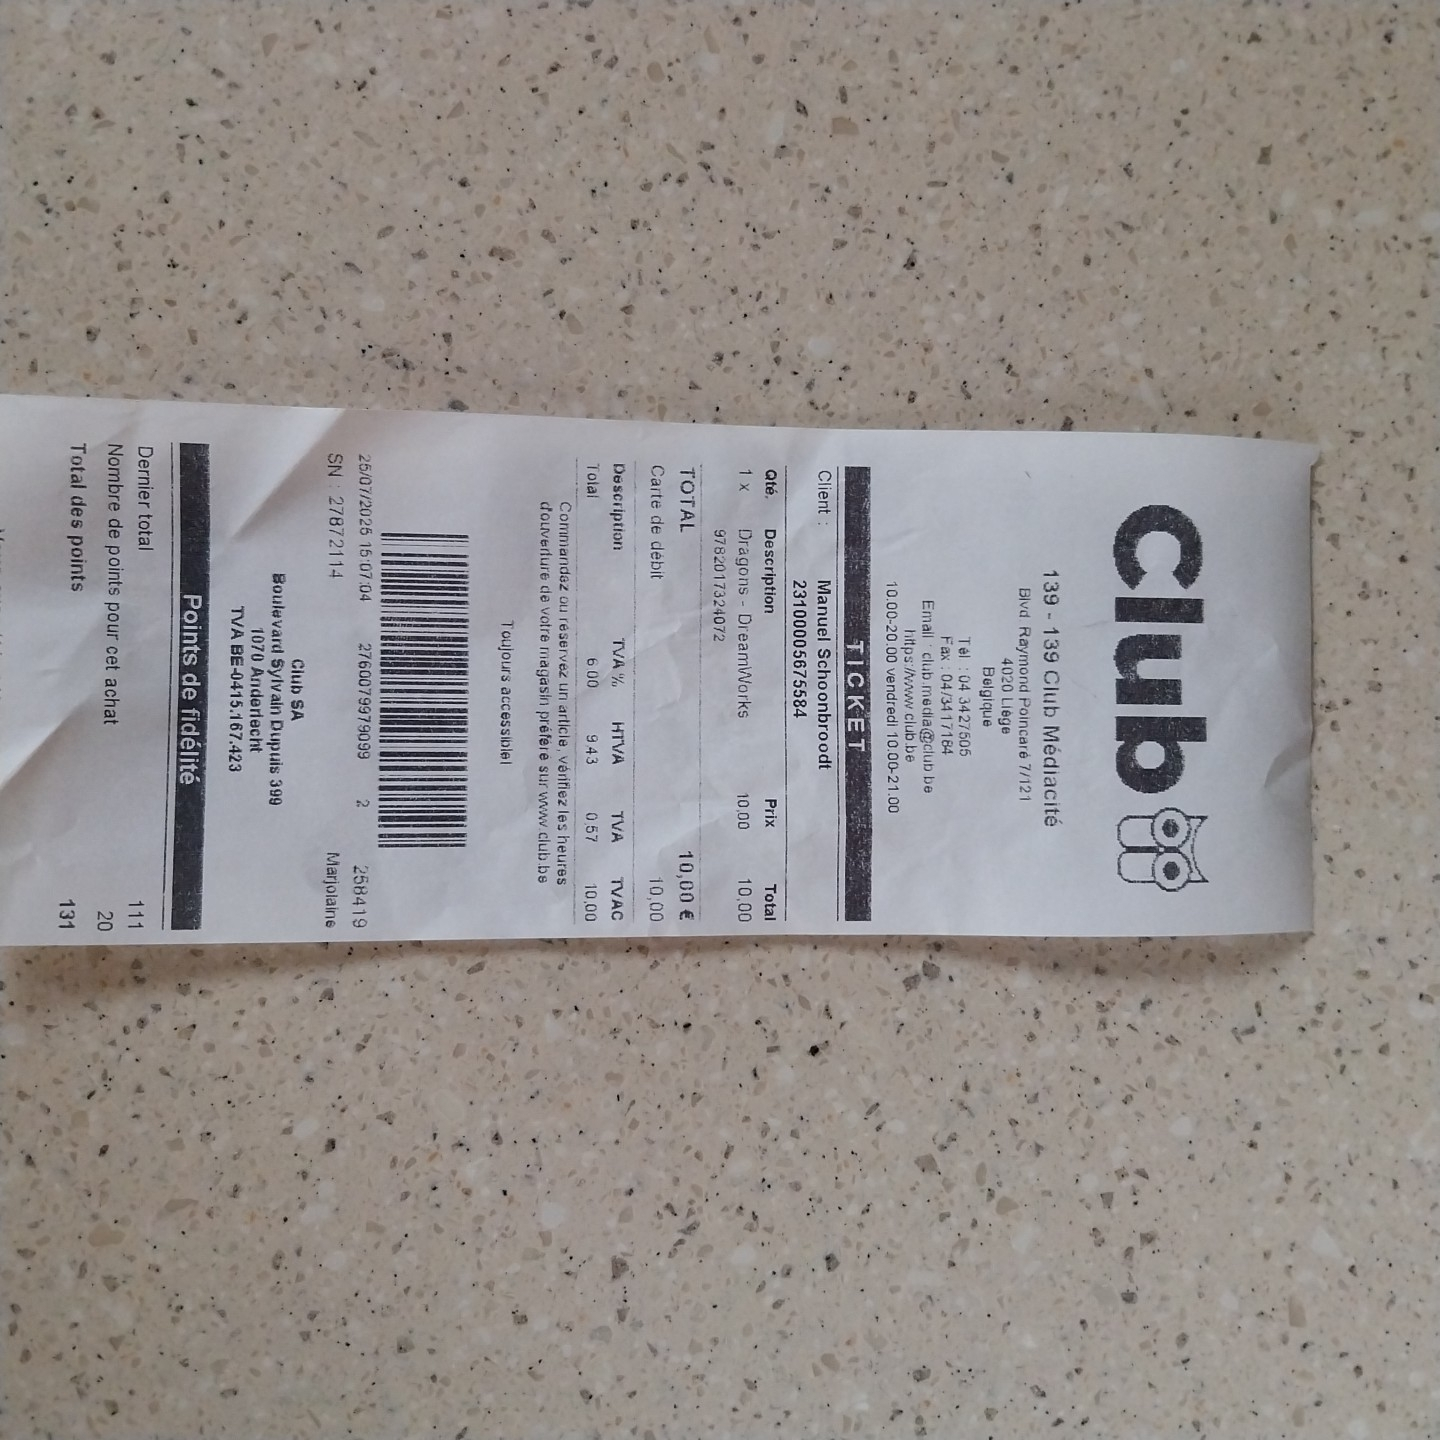 Club
139 - 139 Club Médiacité
Blvd Raymond Poincaré 7/121
4020 Liège
Belgique
Tél : 04 3427505
Fax : 04/3417184
Email : club.media@club.be
https://www.club.be
10.00-20.00 vendredi 10.00-21.00
TICKET
Client : Manuel Schoonbroodt
23100005675584
Qté. Description Prix Total
1 x Dragons - DreamWorks 10,00 10,00
9782017324072
TOTAL 10,00 €
Carte de débit 10,00
Description TVA % HTVA TVA TVAC
Total 6.00 9,43 0,57 10,00
Commandez ou réservez un article, vérifiez les heures
d'ouverture de votre magasin préféré sur www.club.be
Toujours accessible!
25/07/2025 15:07:04 2760079979099 2 258419
SN : 27872114 Marjolaine
Club SA
Boulevard Sylvain Dupuis 399
1070 Anderlecht
TVA BE-0415.167.423
Points de fidélité
Dernier total 111
Nombre de points pour cet achat 20
Total des points 131